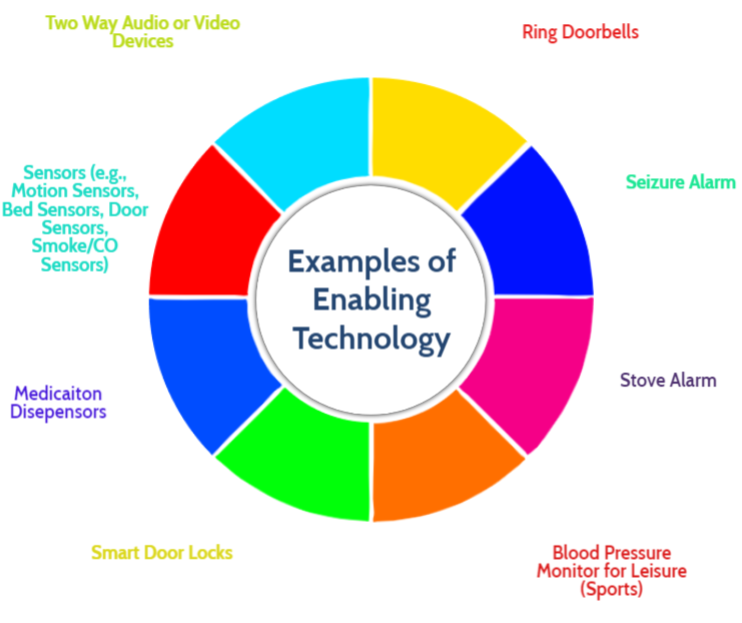 Two Way Audio or Video
Devices
Ring Doorbells
Sensors (e.g.,
Motion Sensors,
Bed Sensors, Door
Sensors,
Smoke/CO
Sensors)
Seizure Alarm
Examples of
Enabling
Technology
Medicaiton
Disepensors
Stove Alarm
Smart Door Locks
Blood Pressure
Monitor for Leisure
(Sports)